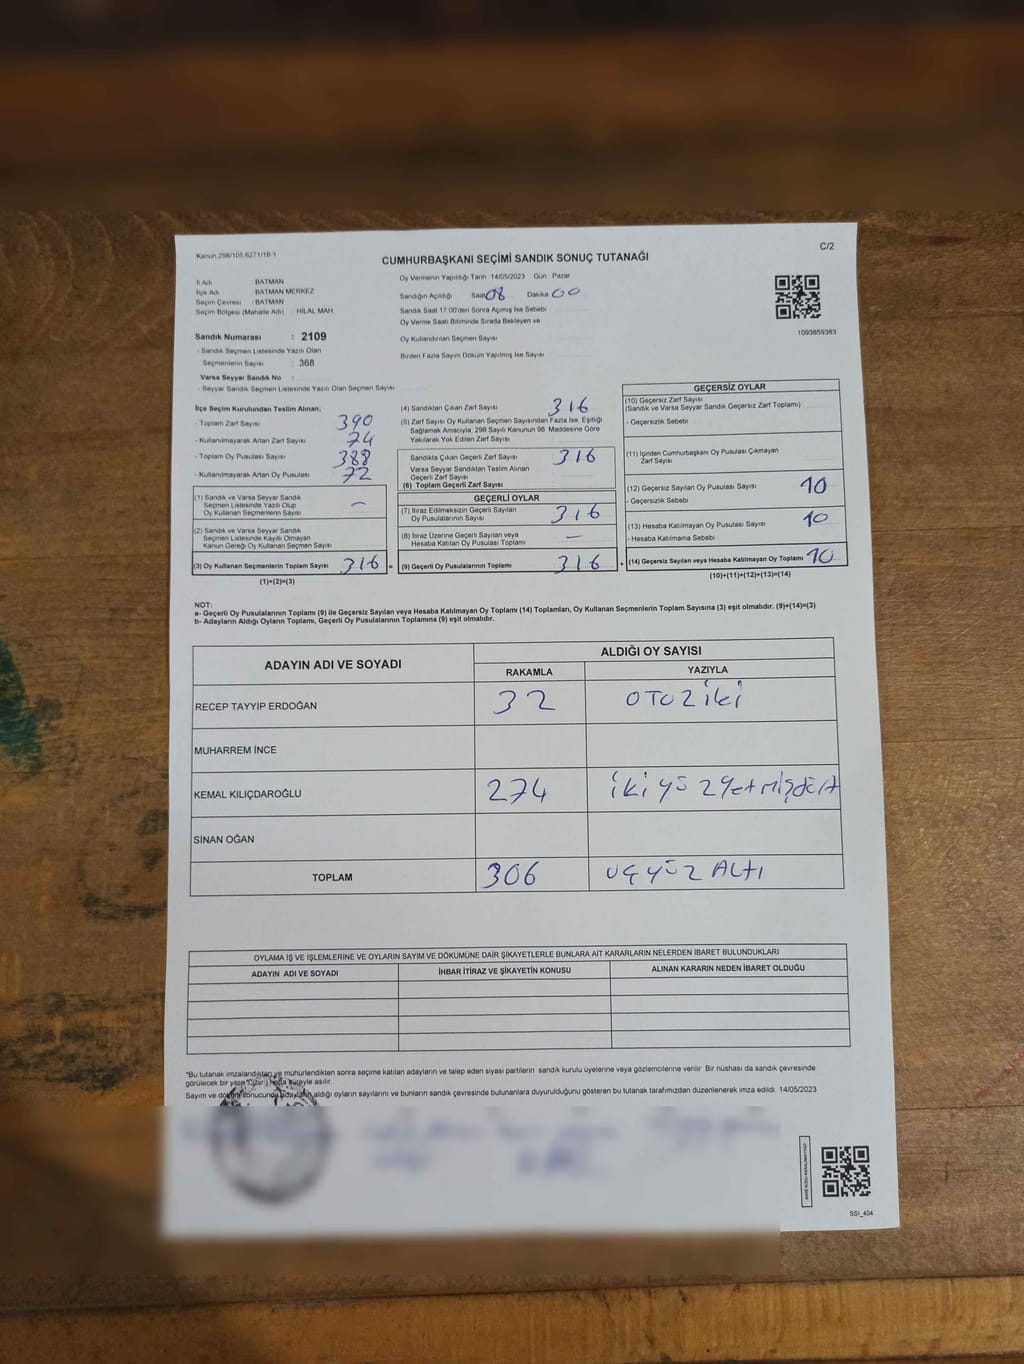 Kanun.298/105.6271/18-1
C/2
CUMHURBAŞKANI SEÇİMİ SANDIK SONUÇ TUTANAĞI
İl Adı : BATMAN
İlçe Adı : BATMAN MERKEZ
Seçim Çevresi : BATMAN
Seçim Bölgesi (Mahalle Adı) HİLAL MAH.
Sandık Numarası : 2109
- Sandık Seçmen Listesinde Yazılı Olan
Seçmenlerin Sayısı : 368
Varsa Seyyar Sandık No :
- Seyyar Sandık Seçmen Listesinde Yazılı Olan Seçmen Sayısı
Oy Vermenin Yapıldığı Tarih 14/05/2023 Gün Pazar
Sandığın Açıldığı Saat 08 Dakika 00
Sandık Saat 17.00'den Sonra Açılmış İse Sebebi
Oy Verme Saati Bitiminde Sırada Bekleyen ve
Oy Kullandırılan Seçmen Sayısı
Birden Fazla Sayım Döküm Yapılmış İse Sayısı
1093859383
İlçe Seçim Kurulundan Teslim Alınan;
- Toplam Zarf Sayısı 390
- Kullanılmayarak Artan Zarf Sayısı 74
- Toplam Oy Pusulası Sayısı 388
- Kullanılmayarak Artan Oy Pusulası 72
(1) Sandık ve Varsa Seyyar Sandık
Seçmen Listesinde Yazılı Olup
Oy Kullanan Seçmenlerin Sayısı –
(2) Sandık ve Varsa Seyyar Sandık
Seçmen Listesinde Kayıtlı Olmayan
Kanun Gereği Oy Kullanan Seçmen Sayısı
(3) Oy Kullanan Seçmenlerin Toplam Sayısı 316 =
(1)+(2)=(3)
(4) Sandıktan Çıkan Zarf Sayısı 316
(5) Zarf Sayısı Oy Kullanan Seçmen Sayısından Fazla İse, Eşitliği
Sağlamak Amacıyla, 298 Sayılı Kanunun 98. Maddesine Göre
Yakılarak Yok Edilen Zarf Sayısı
Sandıkta Çıkan Geçerli Zarf Sayısı 316
Varsa Seyyar Sandıktan Teslim Alınan
Geçerli Zarf Sayısı
(6) Toplam Geçerli Zarf Sayısı
GEÇERLİ OYLAR
(7) İtiraz Edilmeksizin Geçerli Sayılan
Oy Pusulalarının Sayısı 316
(8) İtiraz Üzerine Geçerli Sayılan veya
Hesaba Katılan Oy Pusulası Toplamı –
(9) Geçerli Oy Pusulalarının Toplamı 316 +
GEÇERSİZ OYLAR
(10) Geçersiz Zarf Sayısı
(Sandık ve Varsa Seyyar Sandık Geçersiz Zarf Toplamı)
- Geçersizlik Sebebi
(11) İçinden Cumhurbaşkanı Oy Pusulası Çıkmayan
Zarf Sayısı
(12) Geçersiz Sayılan Oy Pusulası Sayısı 10
- Geçersizlik Sebebi
(13) Hesaba Katılmayan Oy Pusulası Sayısı 10
- Hesaba Katılmama Sebebi
(14) Geçersiz Sayılan veya Hesaba Katılmayan Oy Toplamı 10
(10)+(11)+(12)+(13)=(14)
NOT:
a- Geçerli Oy Pusulalarının Toplamı (9) ile Geçersiz Sayılan veya Hesaba Katılmayan Oy Toplamı (14) Toplamları, Oy Kullanan Seçmenlerin Toplam Sayısına (3) eşit olmalıdır. (9)+(14)=(3)
b- Adayların Aldığı Oyların Toplamı, Geçerli Oy Pusulalarının Toplamına (9) eşit olmalıdır.
ADAYIN ADI VE SOYADI
ALDIĞI OY SAYISI
RAKAMLA YAZIYLA
RECEP TAYYİP ERDOĞAN 32 OTUZ iki
MUHARREM İNCE
KEMAL KILIÇDAROĞLU 274 iki yüz Yetmişdört
SİNAN OĞAN
TOPLAM 306 UÇ yüz ALtı
OYLAMA İŞ VE İŞLEMLERİNE VE OYLARIN SAYIM VE DÖKÜMÜNE DAİR ŞİKAYETLERLE BUNLARA AİT KARARLARIN NELERDEN İBARET BULUNDUKLARI
ADAYIN ADI VE SOYADI İHBAR İTİRAZ VE ŞİKAYETİN KONUSU ALINAN KARARIN NEDEN İBARET OLDUĞU
*Bu tutanak imzalandıktan ve mühürlendikten sonra seçime katılan adayların ve talep eden siyasi partilerin sandık kurulu üyelerine veya gözlemcilerine verilir. Bir nüshası da sandık çevresinde
görülecek bir yere 1 (bir) hafta süreyle asılır.
Sayım ve döküm sonucunda adayların aldığı oyların sayılarını ve bunların sandık çevresinde bulunanlara duyurulduğunu gösteren bu tutanak tarafımızdan düzenlenerek imza edildi. 14/05/2023
SSI_404